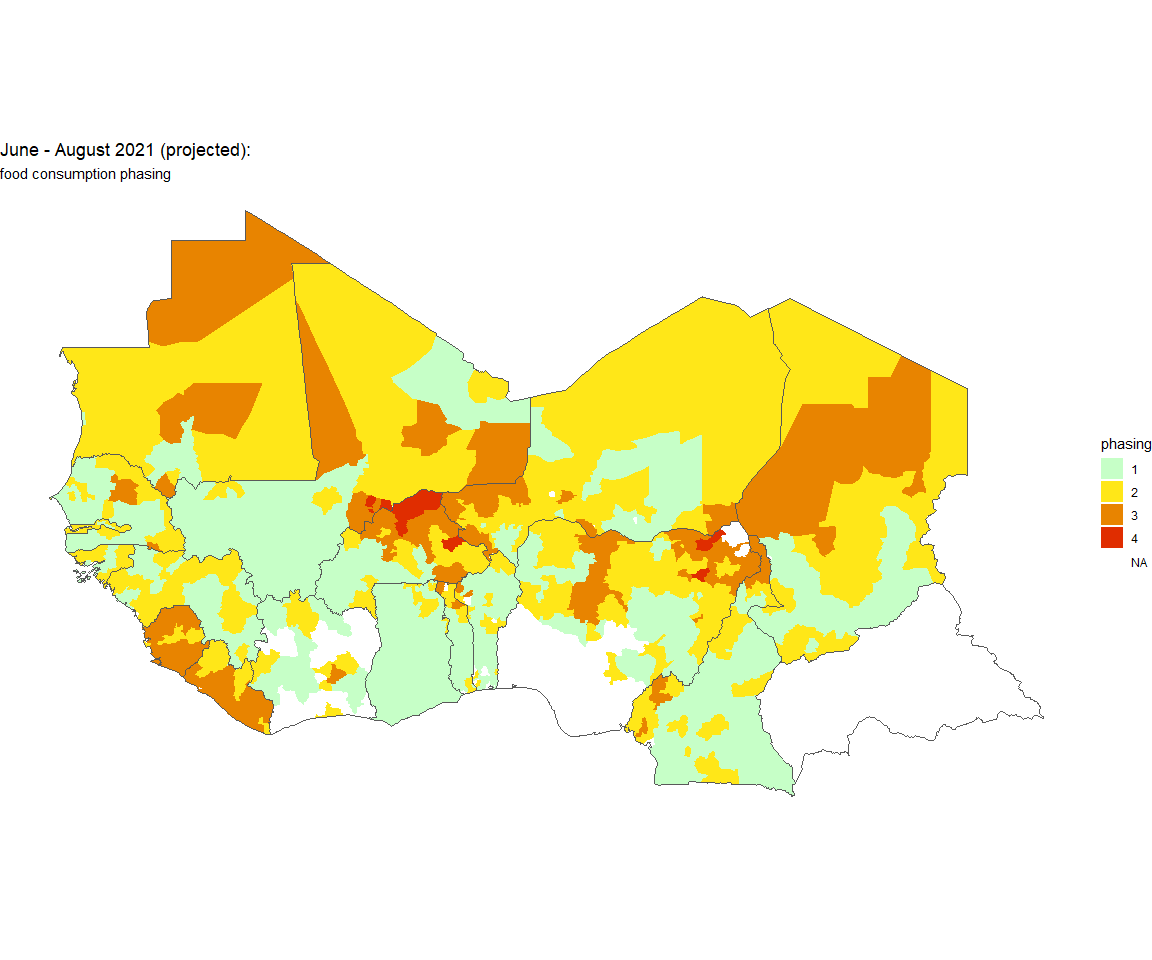 June - August 2021 (projected):
food consumption phasing
phasing
1
2
3
4
NA